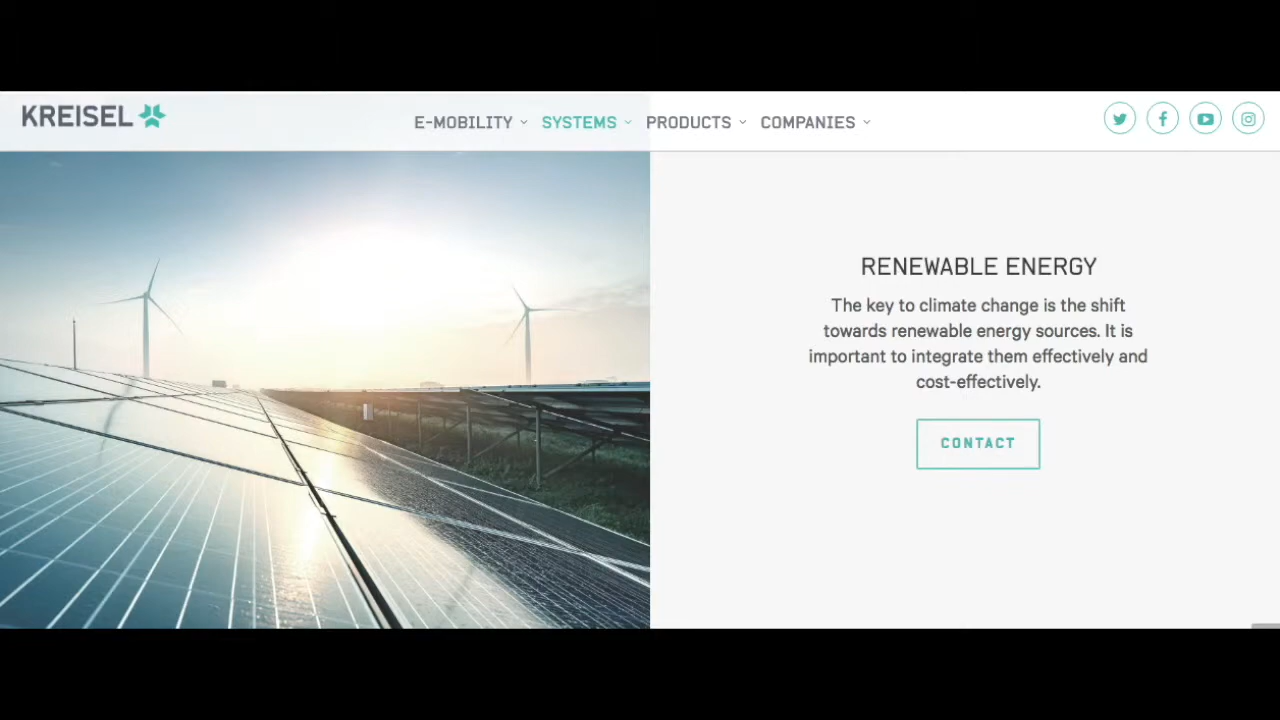 KREISEL
E-MOBILITY SYSTEMS PRODUCTS COMPANIES
RENEWABLE ENERGY
The key to climate change is the shift
towards renewable energy sources. It is
important to integrate them effectively and
cost-effectively.
CONTACT